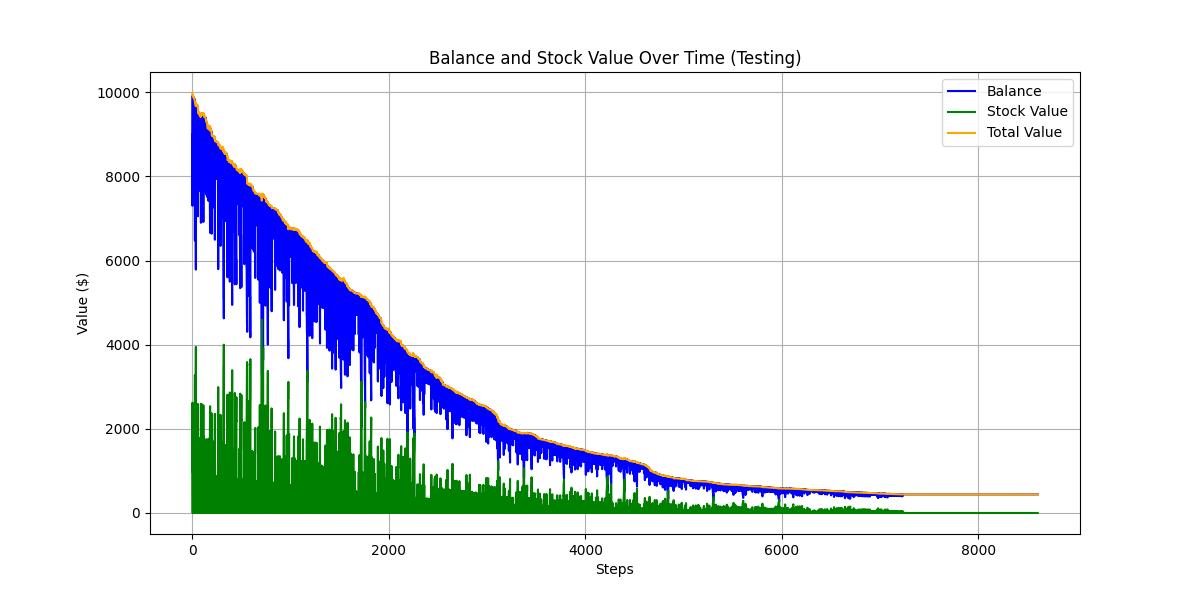 Balance and Stock Value Over Time (Testing)
Balance
Stock Value
Total Value
Value ($)
10000
8000
6000
4000
2000
0
0 2000 4000 6000 8000
Steps